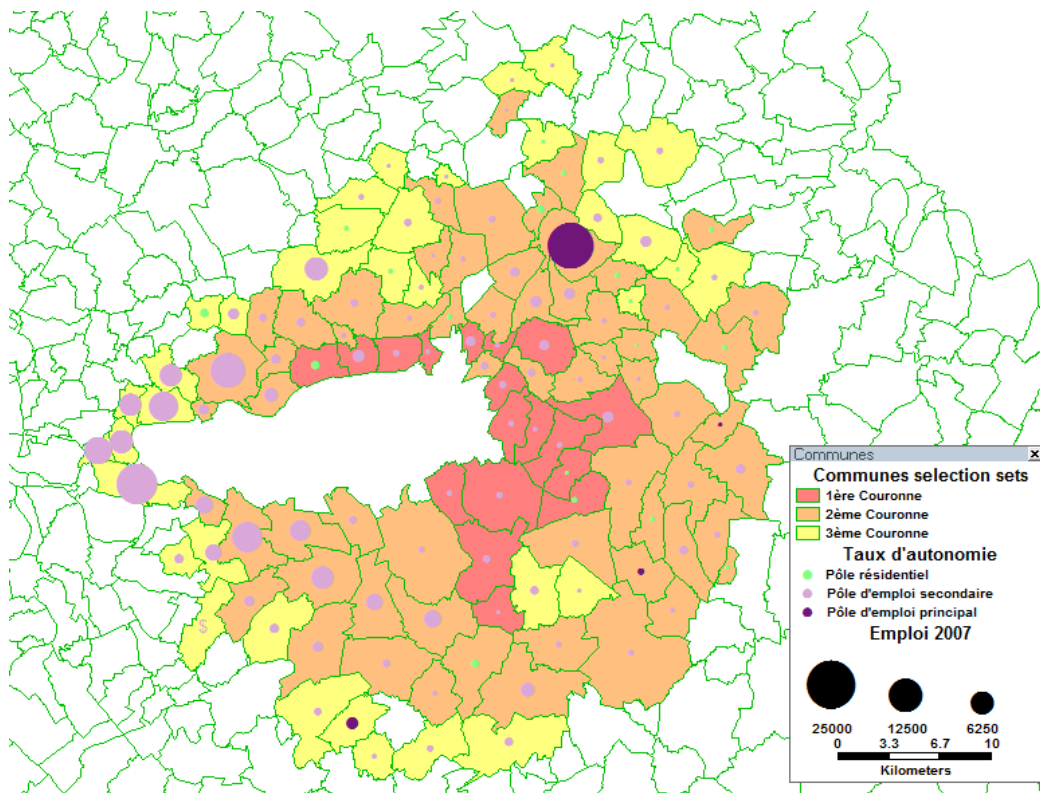 Communes x
Communes selection sets
1ère Couronne
2ème Couronne
3ème Couronne
Taux d'autonomie
Pôle résidentiel
Pôle d'emploi secondaire
Pôle d'emploi principal
Emploi 2007
25000 12500 6250
0 3.3 6.7 10
Kilometers
$